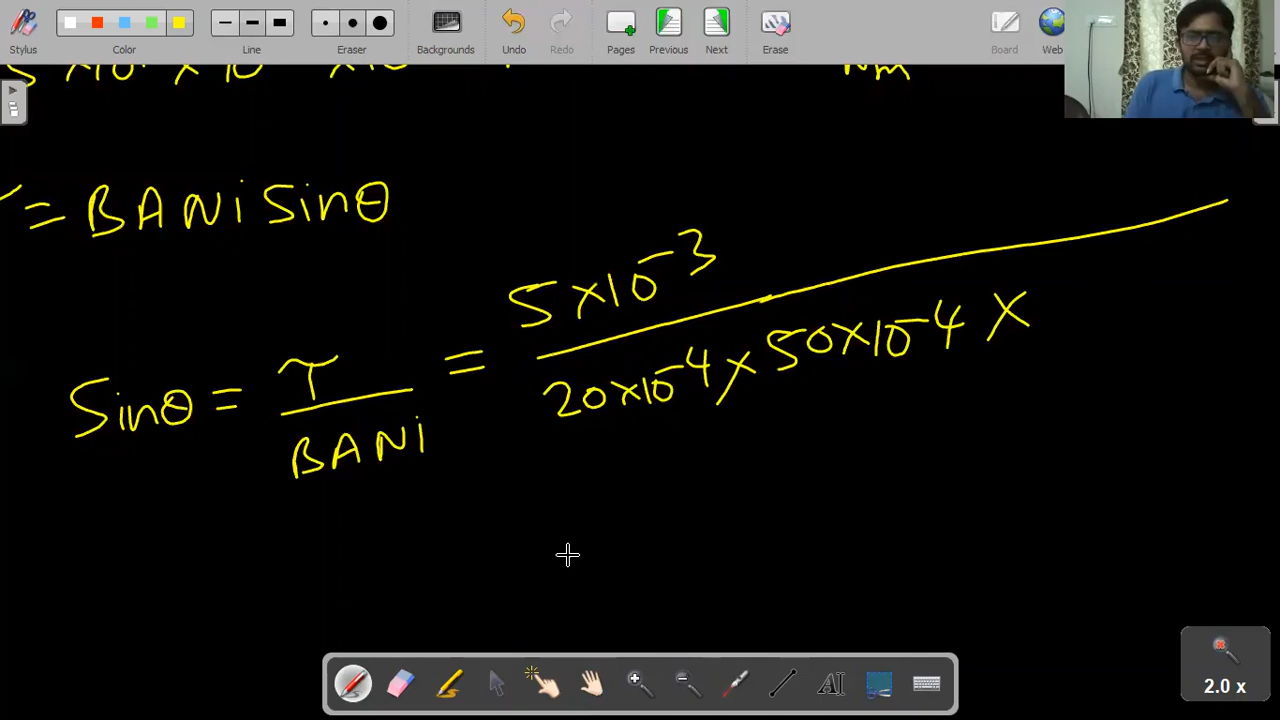 Stylus Color Line Eraser Backgrounds Undo Redo Pages Previous Next Erase Board Web
Nm
= BANi Sinθ
Sinθ = τ / BANi = 5×10⁻³ / 20×10⁻⁴ × 50×10⁻⁴ ×
2.0 x